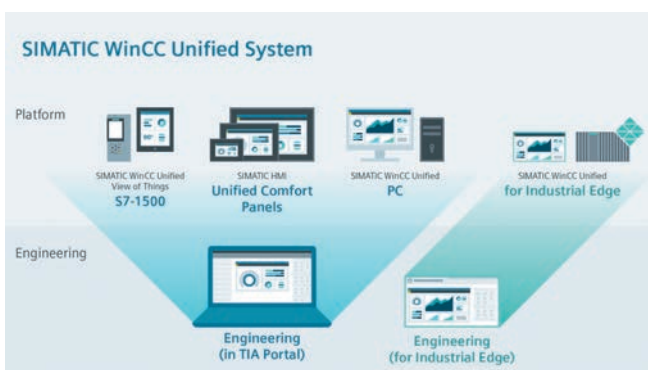 SIMATIC WinCC Unified System
Platform
SIMATIC WinCC Unified
View of Things
S7-1500
SIMATIC HMI
Unified Comfort
Panels
SIMATIC WinCC Unified
PC
SIMATIC WinCC Unified
for Industrial Edge
Engineering
Engineering
(in TIA Portal)
Engineering
(for Industrial Edge)